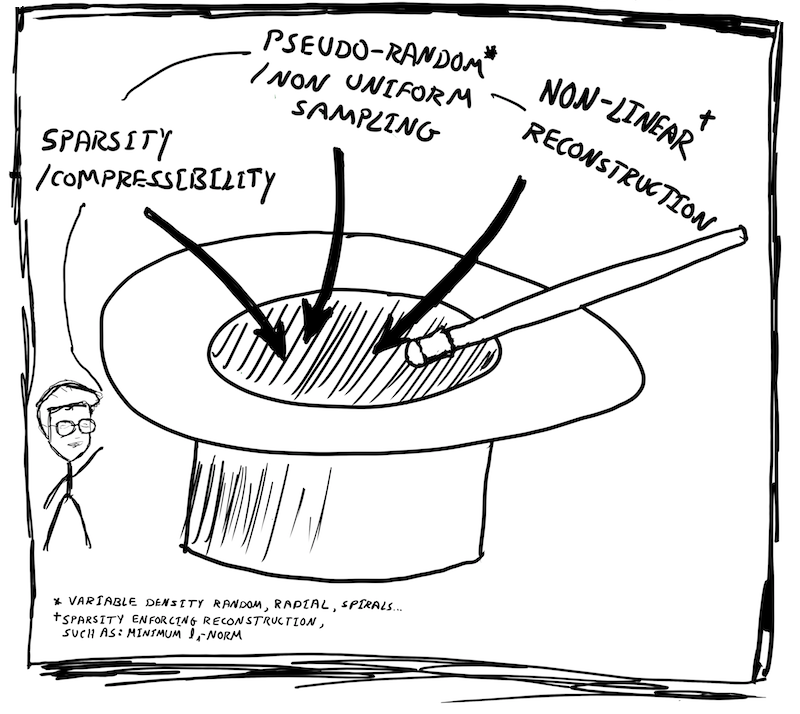 PSEUDO-RANDOM*
/NON UNIFORM
SAMPLING
NON-LINEAR†
RECONSTRUCTION
SPARSITY
/COMPRESSIBILITY
* VARIABLE DENSITY RANDOM, RADIAL, SPIRALS...
†SPARSITY ENFORCING RECONSTRUCTION,
SUCH AS: MINIMUM l₁-NORM